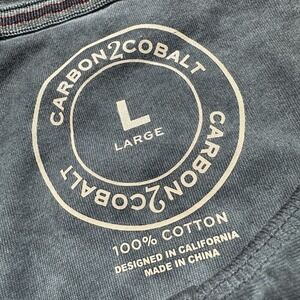 CARBON2COBALT
L
LARGE
CARBON2COBALT
100% COTTON
DESIGNED IN CALIFORNIA
MADE IN CHINA